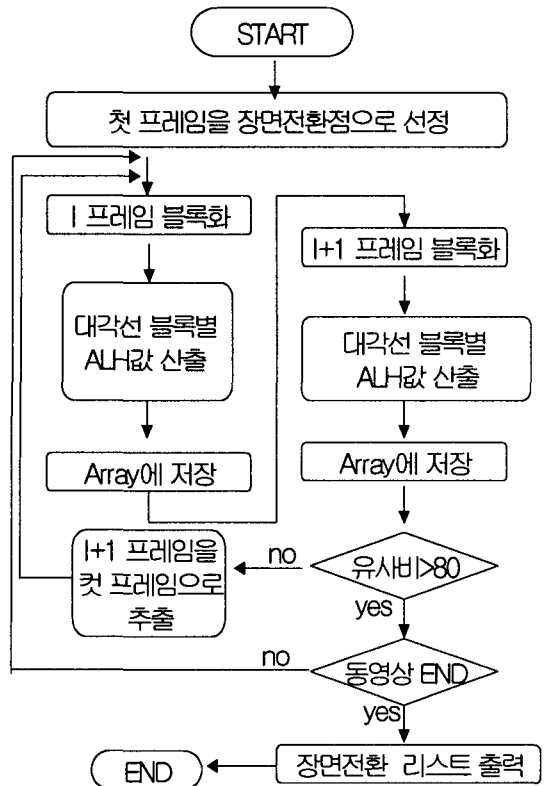 START
첫 프레임을 장면전환점으로 선정
I 프레임 블록화
대각선 블록별
ALH값 산출
Array에 저장
I+1 프레임 블록화
대각선 블록별
ALH값 산출
Array에 저장
유사비>80
no
yes
I+1 프레임을
컷 프레임으로
추출
동영상 END
no
yes
장면전환 리스트 출력
END